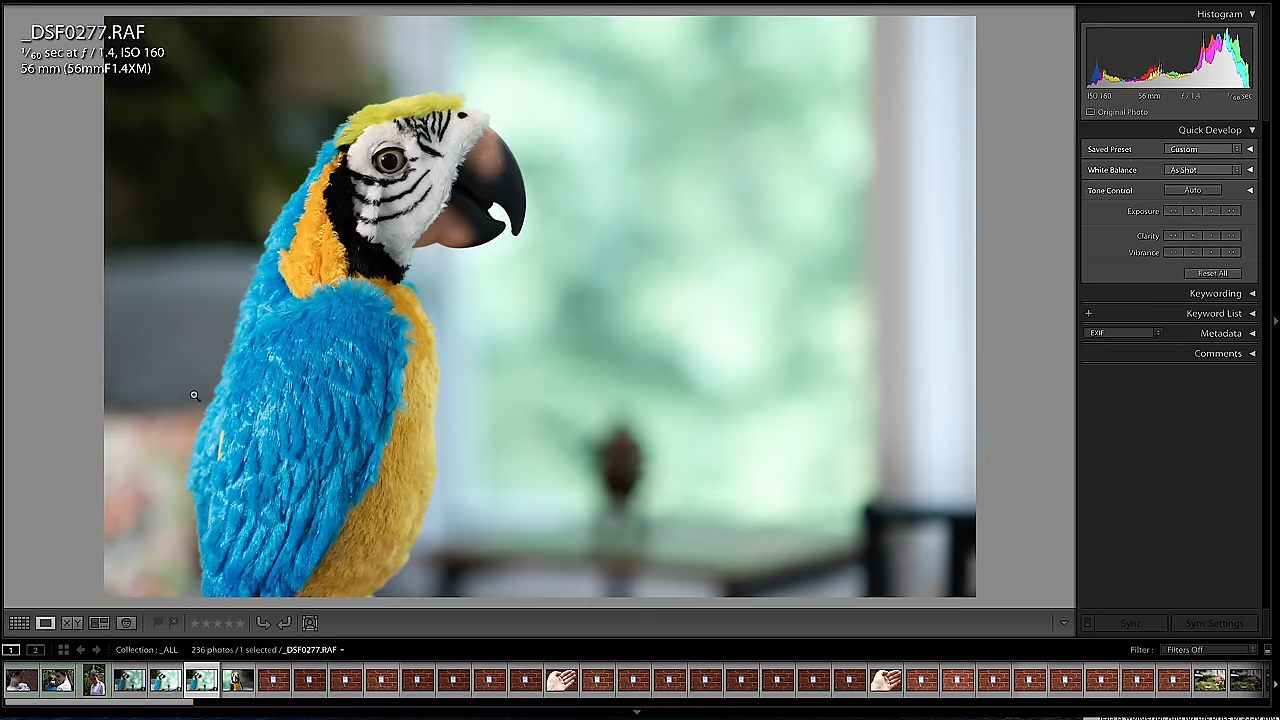 _DSF0277.RAF
1/60 sec at ƒ / 1.4, ISO 160
56 mm (56mmF1.4XM)
Histogram
ISO 160 56 mm ƒ / 1.4 1/60 sec
Original Photo
Quick Develop
Saved Preset Custom
White Balance As Shot
Tone Control Auto
Exposure
Clarity
Vibrance
Reset All
Keywording
+ Keyword List
EXIF Metadata
Comments
X Y
Sync Sync Settings
1 2 Collection : _ALL 236 photos / 1 selected / _DSF0277.RAF Filter : Filters Off